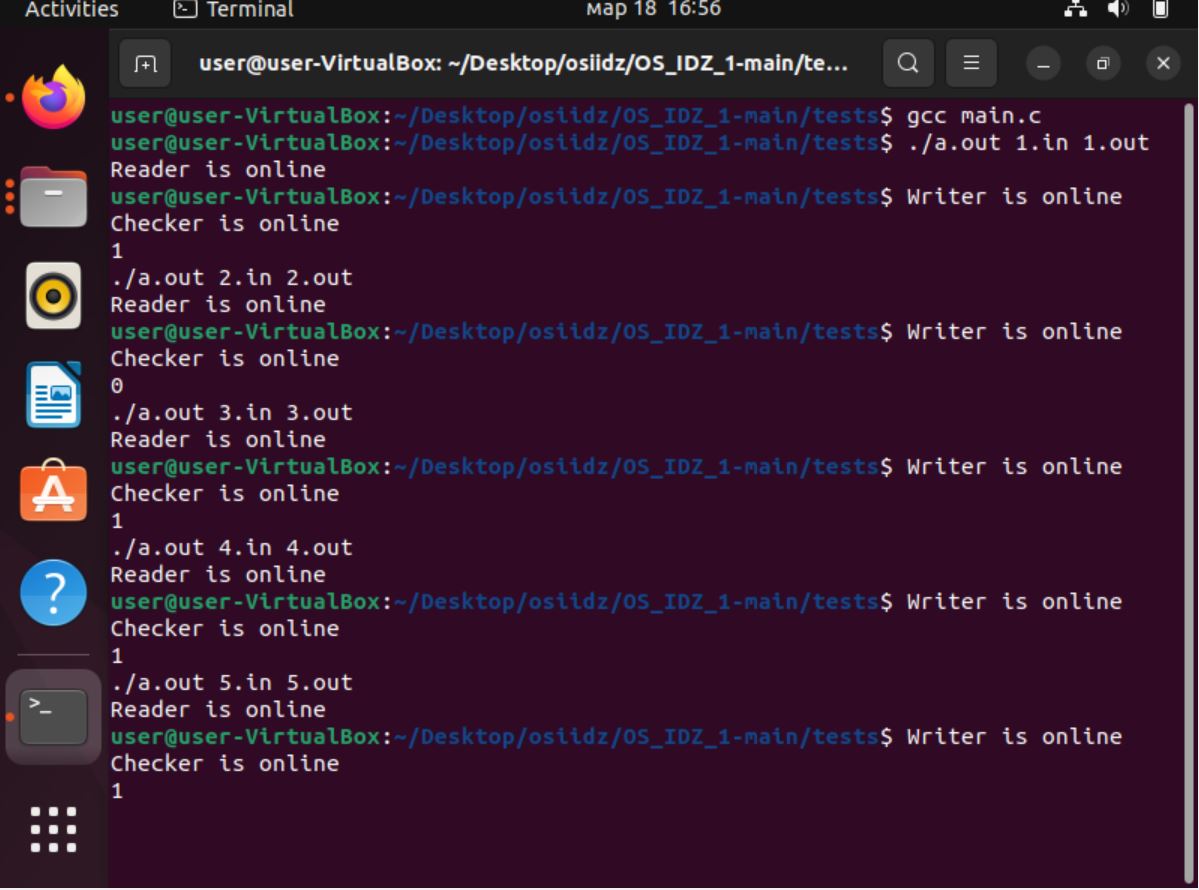 Activities Terminal мар 18 16:56
user@user-VirtualBox: ~/Desktop/osiidz/OS_IDZ_1-main/te...
user@user-VirtualBox:~/Desktop/osiidz/OS_IDZ_1-main/tests$ gcc main.c
user@user-VirtualBox:~/Desktop/osiidz/OS_IDZ_1-main/tests$ ./a.out 1.in 1.out
Reader is online
user@user-VirtualBox:~/Desktop/osiidz/OS_IDZ_1-main/tests$ Writer is online
Checker is online
1
./a.out 2.in 2.out
Reader is online
user@user-VirtualBox:~/Desktop/osiidz/OS_IDZ_1-main/tests$ Writer is online
Checker is online
0
./a.out 3.in 3.out
Reader is online
user@user-VirtualBox:~/Desktop/osiidz/OS_IDZ_1-main/tests$ Writer is online
Checker is online
1
./a.out 4.in 4.out
Reader is online
user@user-VirtualBox:~/Desktop/osiidz/OS_IDZ_1-main/tests$ Writer is online
Checker is online
1
./a.out 5.in 5.out
Reader is online
user@user-VirtualBox:~/Desktop/osiidz/OS_IDZ_1-main/tests$ Writer is online
Checker is online
1